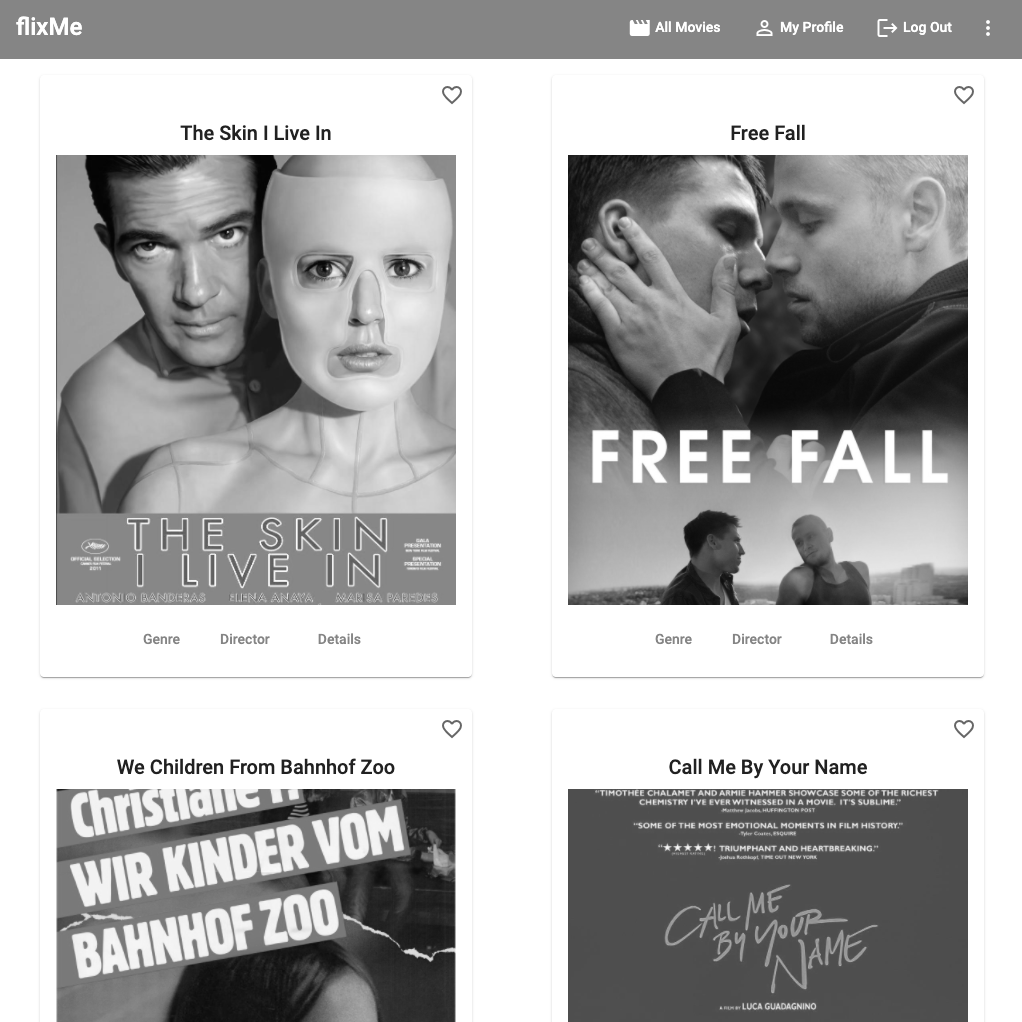 flixMe
All Movies
My Profile
Log Out
The Skin I Live In
THE SKIN
I LIVE IN
OFFICIAL SELECTION
2011
GALA
PRESENTATION
SPECIAL
PRESENTATION
ANTONIO BANDERAS ELENA ANAYA MARISA PAREDES
Genre Director Details
Free Fall
FREE FALL
Genre Director Details
We Children From Bahnhof Zoo
Christiane F
WIR KINDER VOM
BAHNHOF ZOO
Call Me By Your Name
"TIMOTHEE CHALAMET AND ARMIE HAMMER SHOWCASE SOME OF THE RICHEST
CHEMISTRY I'VE EVER WITNESSED IN A MOVIE. IT'S SUBLIME."
-Matthew Jacobs, HUFFINGTON POST
"SOME OF THE MOST EMOTIONAL MOMENTS IN FILM HISTORY."
-Tyler Coates, ESQUIRE
"★★★★★! TRIUMPHANT AND HEARTBREAKING."
-Joshua Rothkopf, TIME OUT NEW YORK
CALL ME
BY YOUR
NAME
A FILM BY LUCA GUADAGNINO